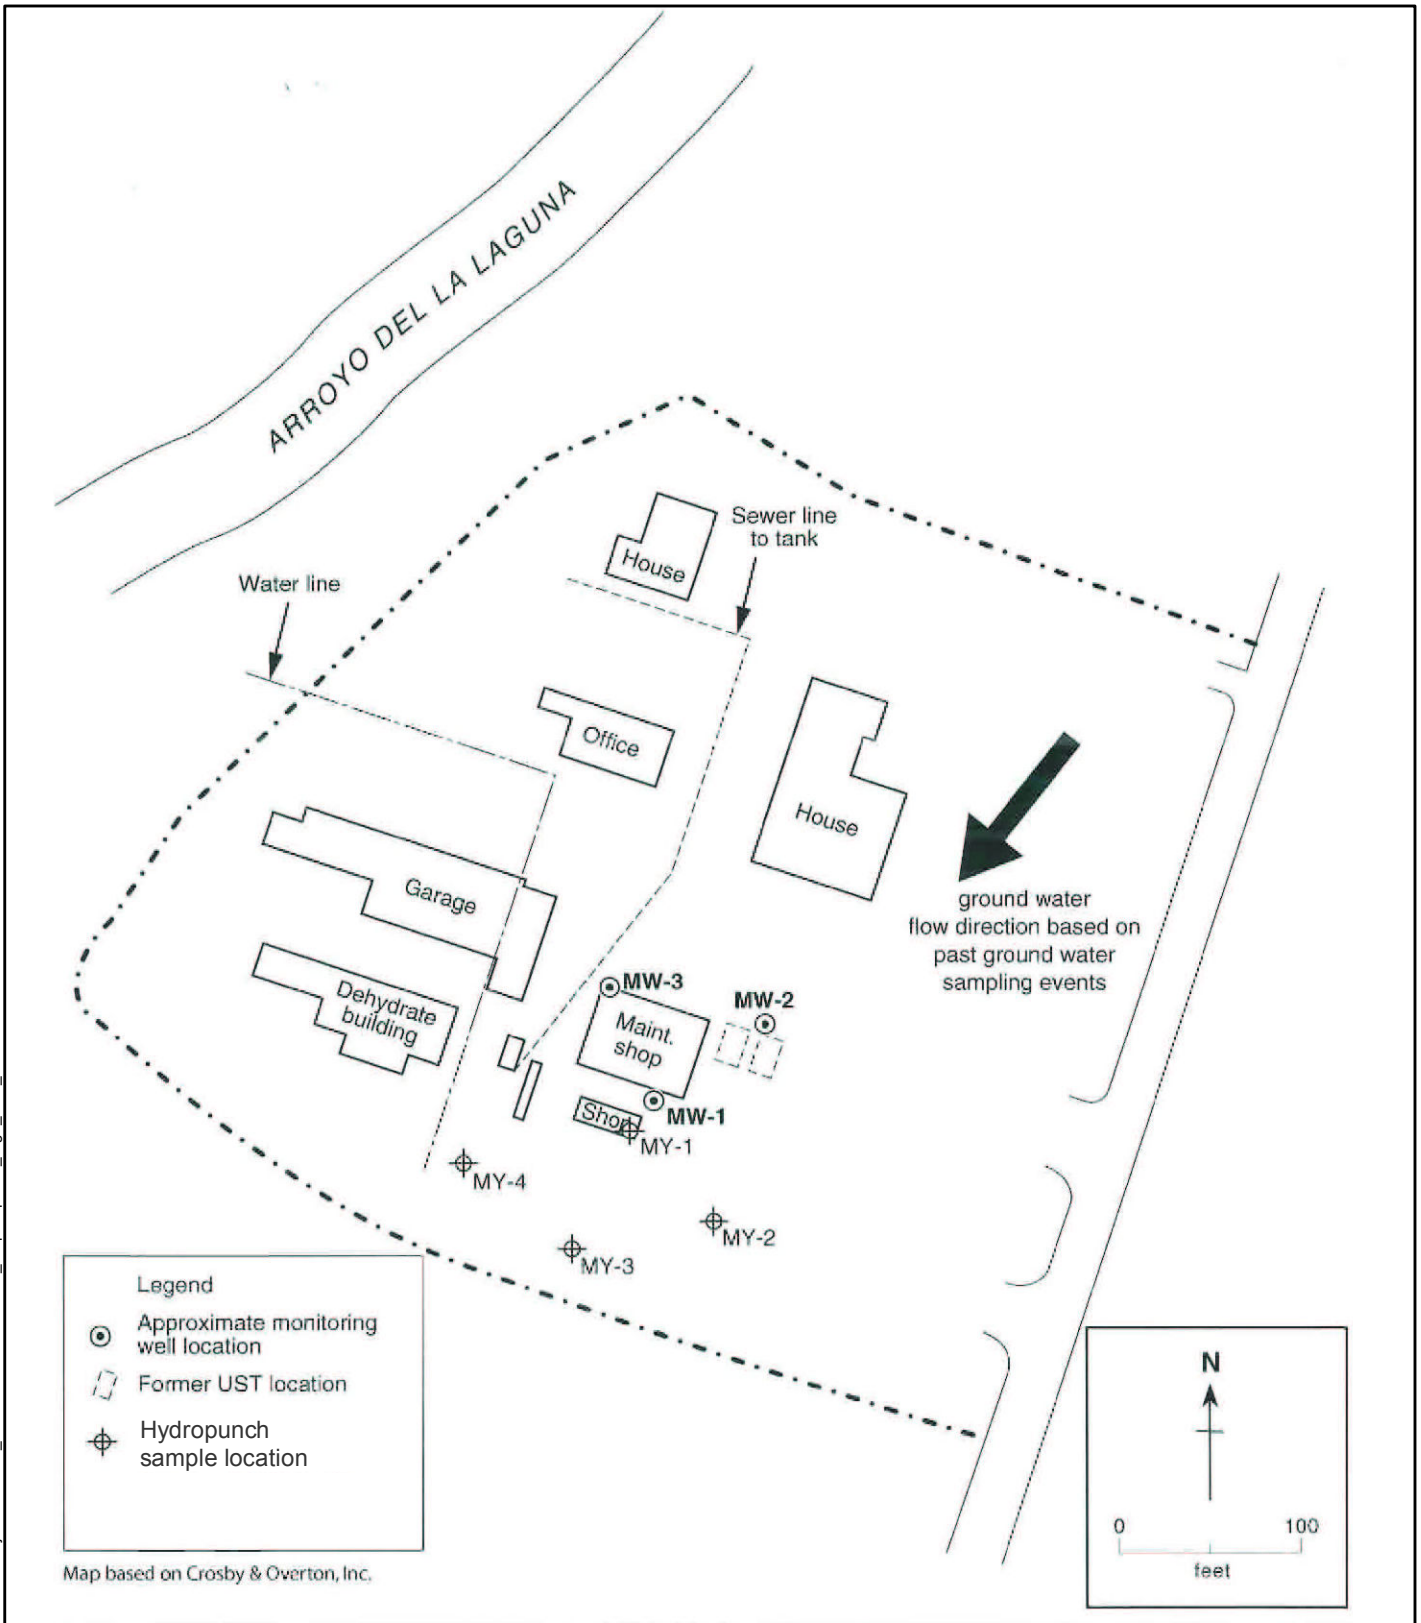 ARROYO DEL LA LAGUNA
Sewer line
to tank
House
Water line
Office
House
Garage
ground water
flow direction based on
past ground water
sampling events
MW-3
MW-2
Dehydrate
building
Maint.
shop
Shop
MW-1
MY-1
MY-4
MY-2
MY-3
Legend
Approximate monitoring
well location
Former UST location
Hydropunch
sample location
N
0 100
feet
Map based on Crosby & Overton, Inc.